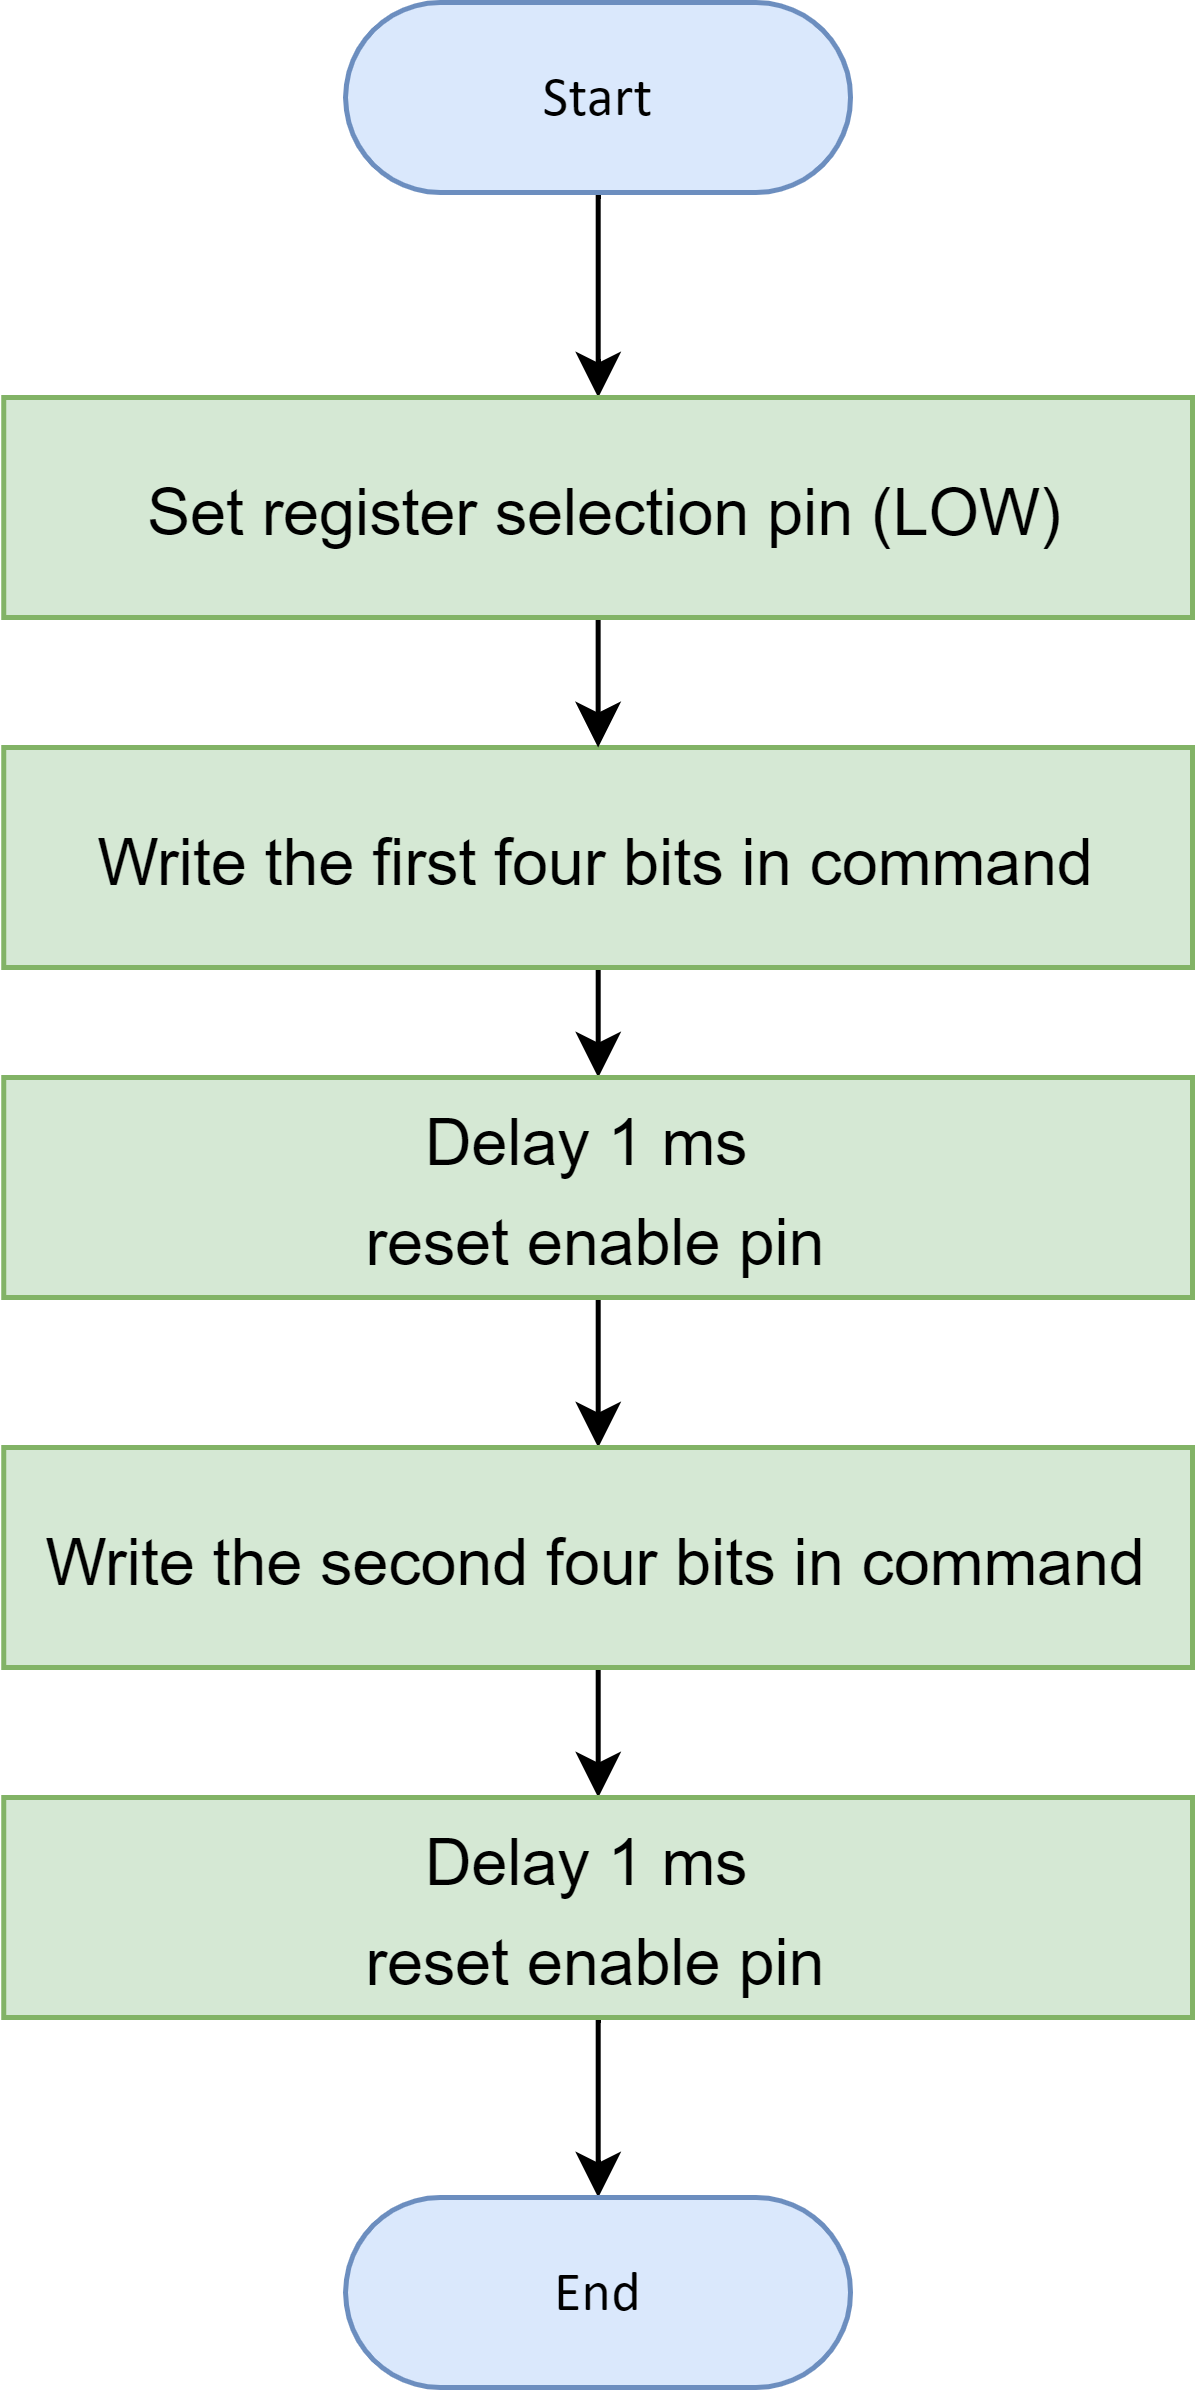 Start
Set register selection pin (LOW)
Write the first four bits in command
Delay 1 ms
reset enable pin
Write the second four bits in command
Delay 1 ms
reset enable pin
End